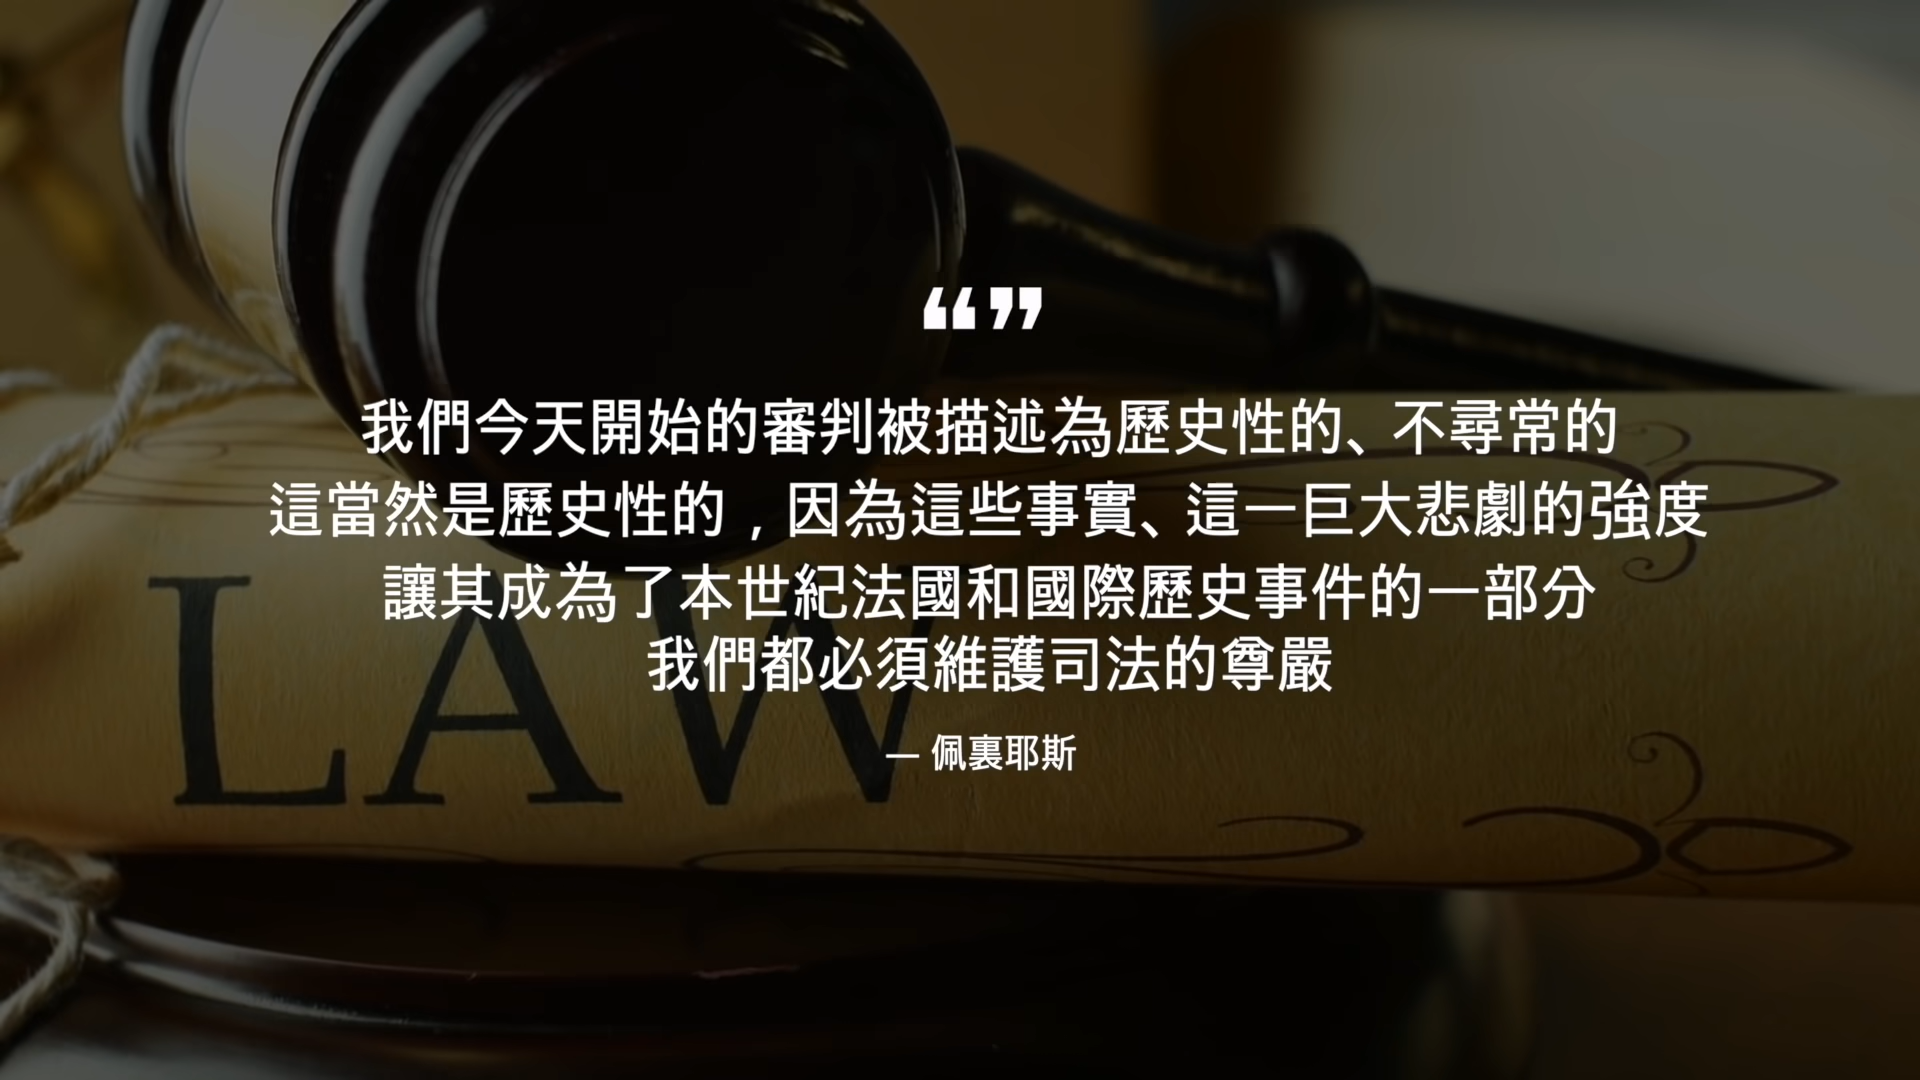 ❝❞
我們今天開始的審判被描述為歷史性的、不尋常的
這當然是歷史性的，因為這些事實、這一巨大悲劇的強度
讓其成為了本世紀法國和國際歷史事件的一部分
我們都必須維護司法的尊嚴
— 佩裏耶斯
LAW